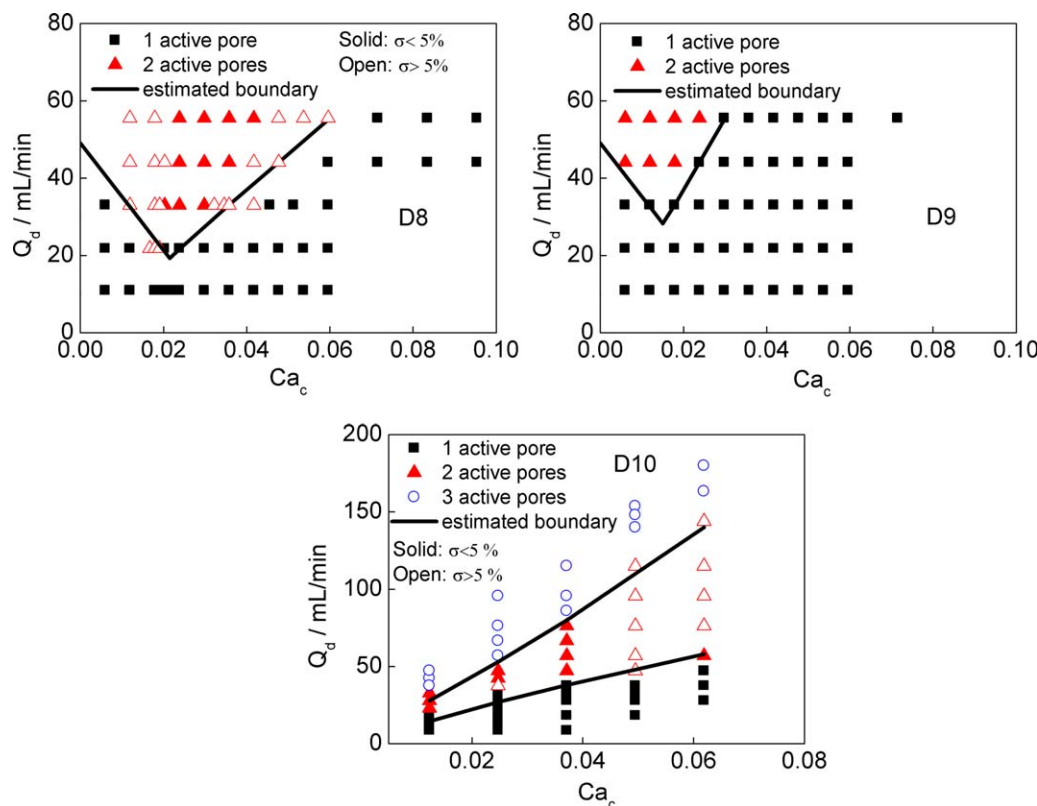 80
60
40
20
0
Q_d / mL/min
1 active pore
2 active pores
estimated boundary
Solid: σ< 5%
Open: σ> 5%
D8
0.00 0.02 0.04 0.06 0.08 0.10
Ca_c
80
60
40
20
0
Q_d / mL/min
1 active pore
2 active pores
estimated boundary
D9
0.00 0.02 0.04 0.06 0.08 0.10
Ca_c
200
150
100
50
0
Q_d / mL/min
1 active pore
2 active pores
3 active pores
estimated boundary
Solid: σ<5 %
Open: σ>5 %
D10
0.02 0.04 0.06 0.08
Ca_c